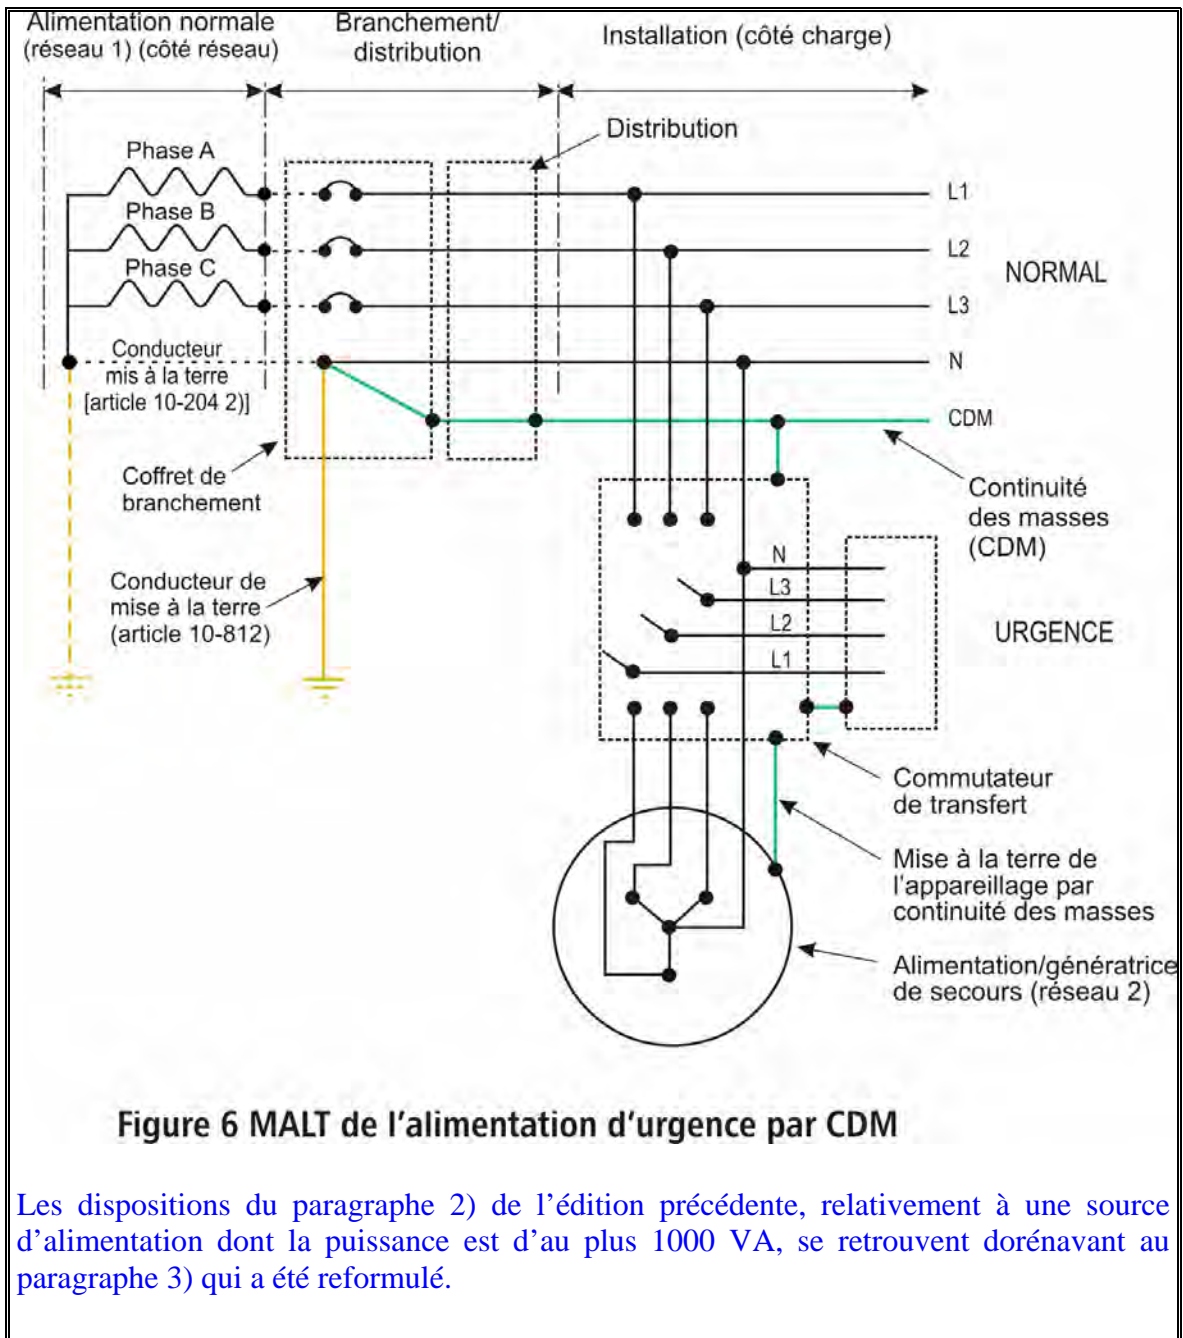 Alimentation normale
(réseau 1) (côté réseau)
Branchement/
distribution
Installation (côté charge)
Distribution
Phase A
Phase B
Phase C
L1
L2
L3
N
CDM
NORMAL
Conducteur
mis à la terre
[article 10-204 2)]
Coffret de
branchement
Continuité
des masses
(CDM)
Conducteur de
mise à la terre
(article 10-812)
N
L3
L2
L1
URGENCE
Commutateur
de transfert
Mise à la terre de
l'appareillage par
continuité des masses
Alimentation/génératrice
de secours (réseau 2)
Figure 6 MALT de l'alimentation d'urgence par CDM
Les dispositions du paragraphe 2) de l'édition précédente, relativement à une source
d'alimentation dont la puissance est d'au plus 1000 VA, se retrouvent dorénavant au
paragraphe 3) qui a été reformulé.